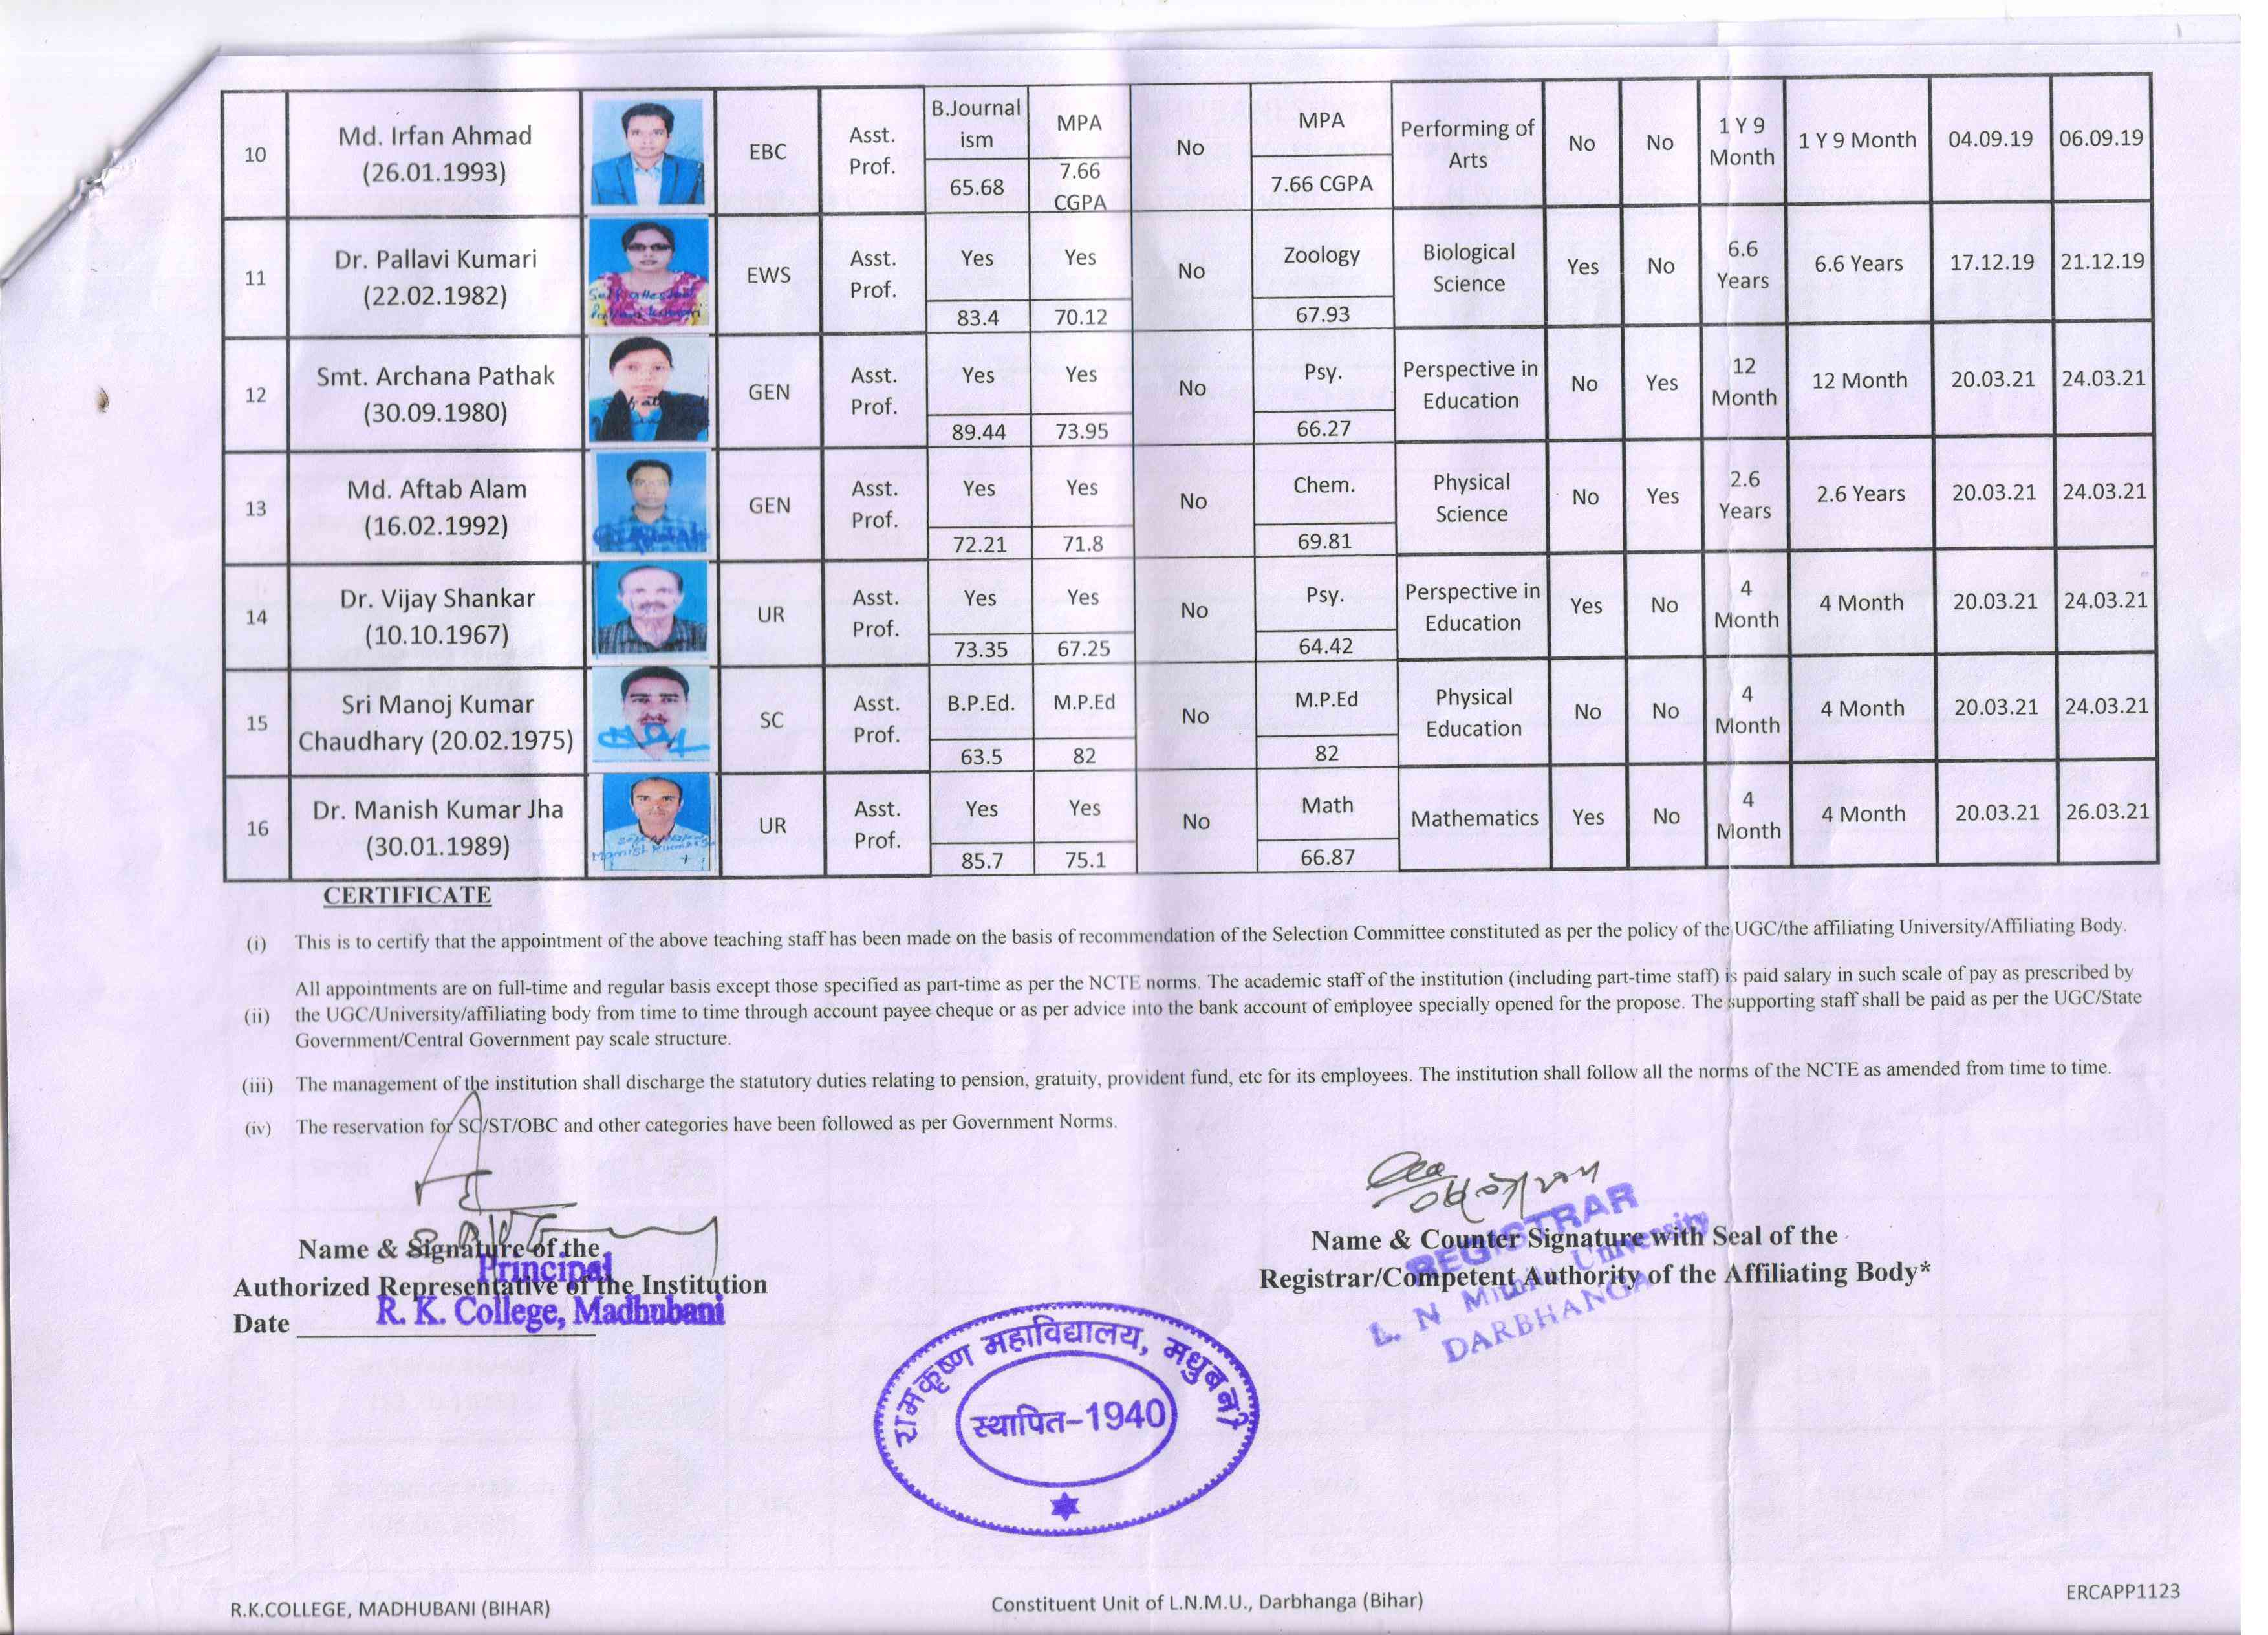 10 Md. Irfan Ahmad (26.01.1993) EBC Asst. Prof. B.Journal ism 65.68 MPA 7.66 CGPA No MPA 7.66 CGPA Performing of Arts No No 1 Y 9 Month 1 Y 9 Month 04.09.19 06.09.19
11 Dr. Pallavi Kumari (22.02.1982) EWS Asst. Prof. Yes 83.4 Yes 70.12 No Zoology 67.93 Biological Science Yes No 6.6 Years 6.6 Years 17.12.19 21.12.19
12 Smt. Archana Pathak (30.09.1980) GEN Asst. Prof. Yes 89.44 Yes 73.95 No Psy. 66.27 Perspective in Education No Yes 12 Month 12 Month 20.03.21 24.03.21
13 Md. Aftab Alam (16.02.1992) GEN Asst. Prof. Yes 72.21 Yes 71.8 No Chem. 69.81 Physical Science No Yes 2.6 Years 2.6 Years 20.03.21 24.03.21
14 Dr. Vijay Shankar (10.10.1967) UR Asst. Prof. Yes 73.35 Yes 67.25 No Psy. 64.42 Perspective in Education Yes No 4 Month 4 Month 20.03.21 24.03.21
15 Sri Manoj Kumar Chaudhary (20.02.1975) SC Asst. Prof. B.P.Ed. 63.5 M.P.Ed 82 No M.P.Ed 82 Physical Education No No 4 Month 4 Month 20.03.21 24.03.21
16 Dr. Manish Kumar Jha (30.01.1989) UR Asst. Prof. Yes 85.7 Yes 75.1 No Math 66.87 Mathematics Yes No 4 Month 4 Month 20.03.21 26.03.21
CERTIFICATE
(i) This is to certify that the appointment of the above teaching staff has been made on the basis of recommendation of the Selection Committee constituted as per the policy of the UGC/the affiliating University/Affiliating Body.
All appointments are on full-time and regular basis except those specified as part-time as per the NCTE norms. The academic staff of the institution (including part-time staff) is paid salary in such scale of pay as prescribed by
(ii) the UGC/University/affiliating body from time to time through account payee cheque or as per advice into the bank account of employee specially opened for the propose. The supporting staff shall be paid as per the UGC/State
Government/Central Government pay scale structure.
(iii) The management of the institution shall discharge the statutory duties relating to pension, gratuity, provident fund, etc for its employees. The institution shall follow all the norms of the NCTE as amended from time to time.
(iv) The reservation for SC/ST/OBC and other categories have been followed as per Government Norms.
Name & Signature of the
Authorized Representative of the Institution
Date
Principal
R. K. College, Madhubani
Name & Counter Signature with Seal of the
Registrar/Competent Authority of the Affiliating Body*
REGISTRAR
L. N Mithila University
DARBHANGA
रामकृष्ण महाविद्यालय, मधुबनी
स्थापित-1940
R.K.COLLEGE, MADHUBANI (BIHAR)
Constituent Unit of L.N.M.U., Darbhanga (Bihar)
ERCAPP1123